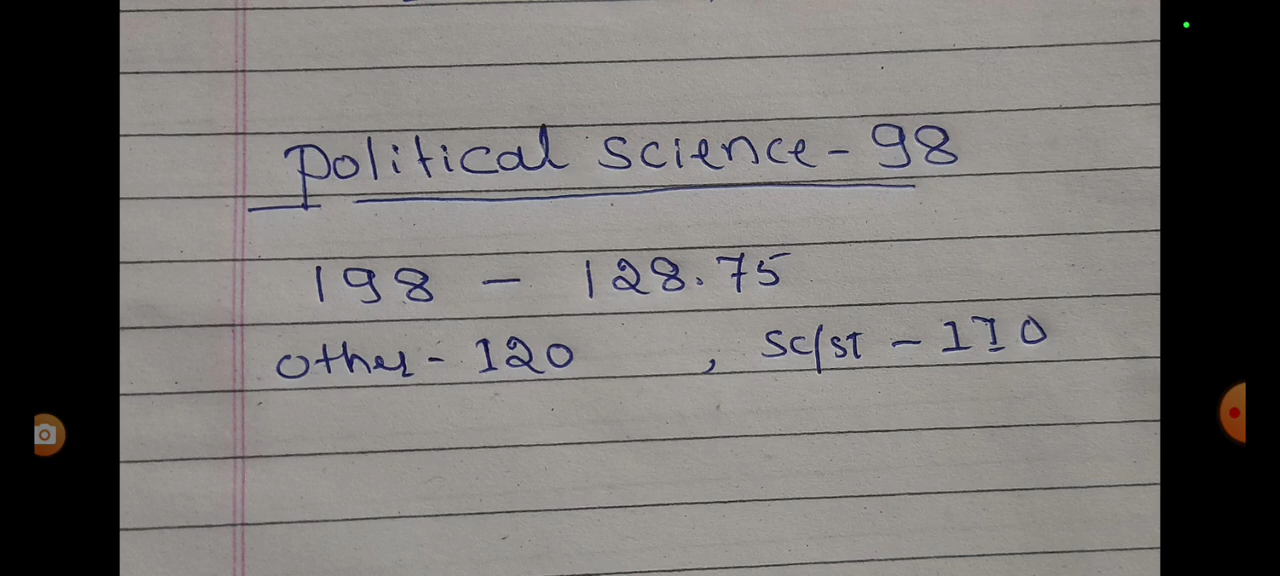 Political science - 98
198 - 128.75
Other - 120 , SC/ST - 110